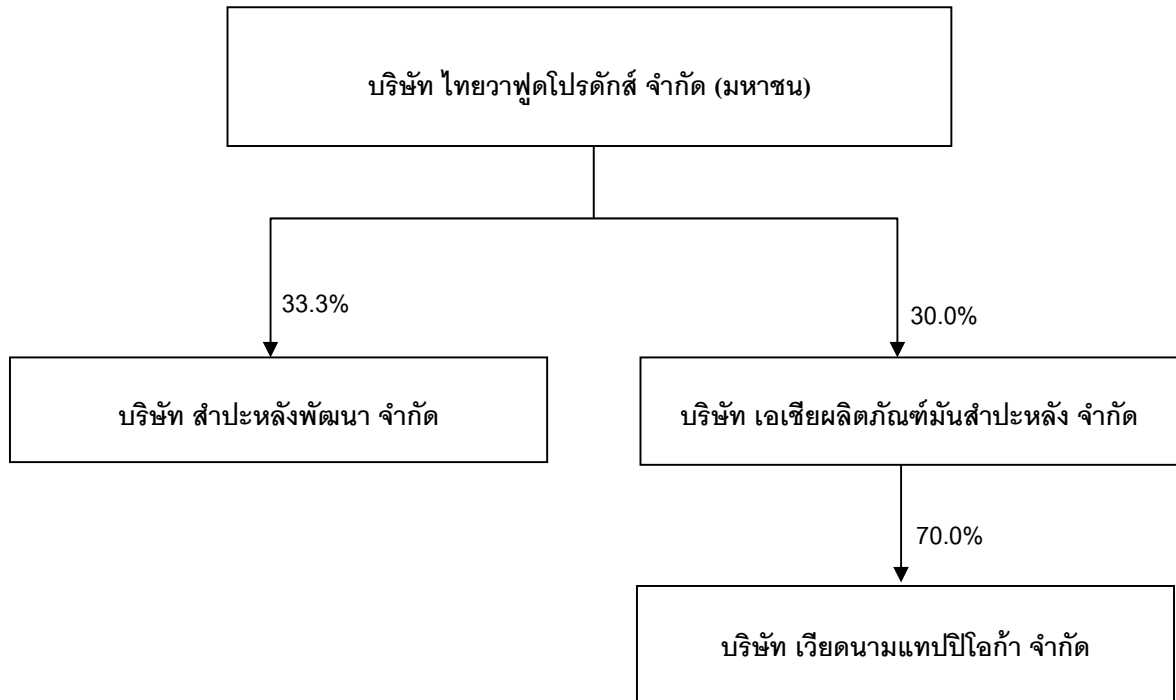 บริษัท ไทยวาฟูดโปรดักส์ จำกัด (มหาชน)
33.3%
30.0%
บริษัท สำปะหลังพัฒนา จำกัด
บริษัท เอเชียผลิตภัณฑ์มันสำปะหลัง จำกัด
70.0%
บริษัท เวียดนามแทปปิโอก้า จำกัด